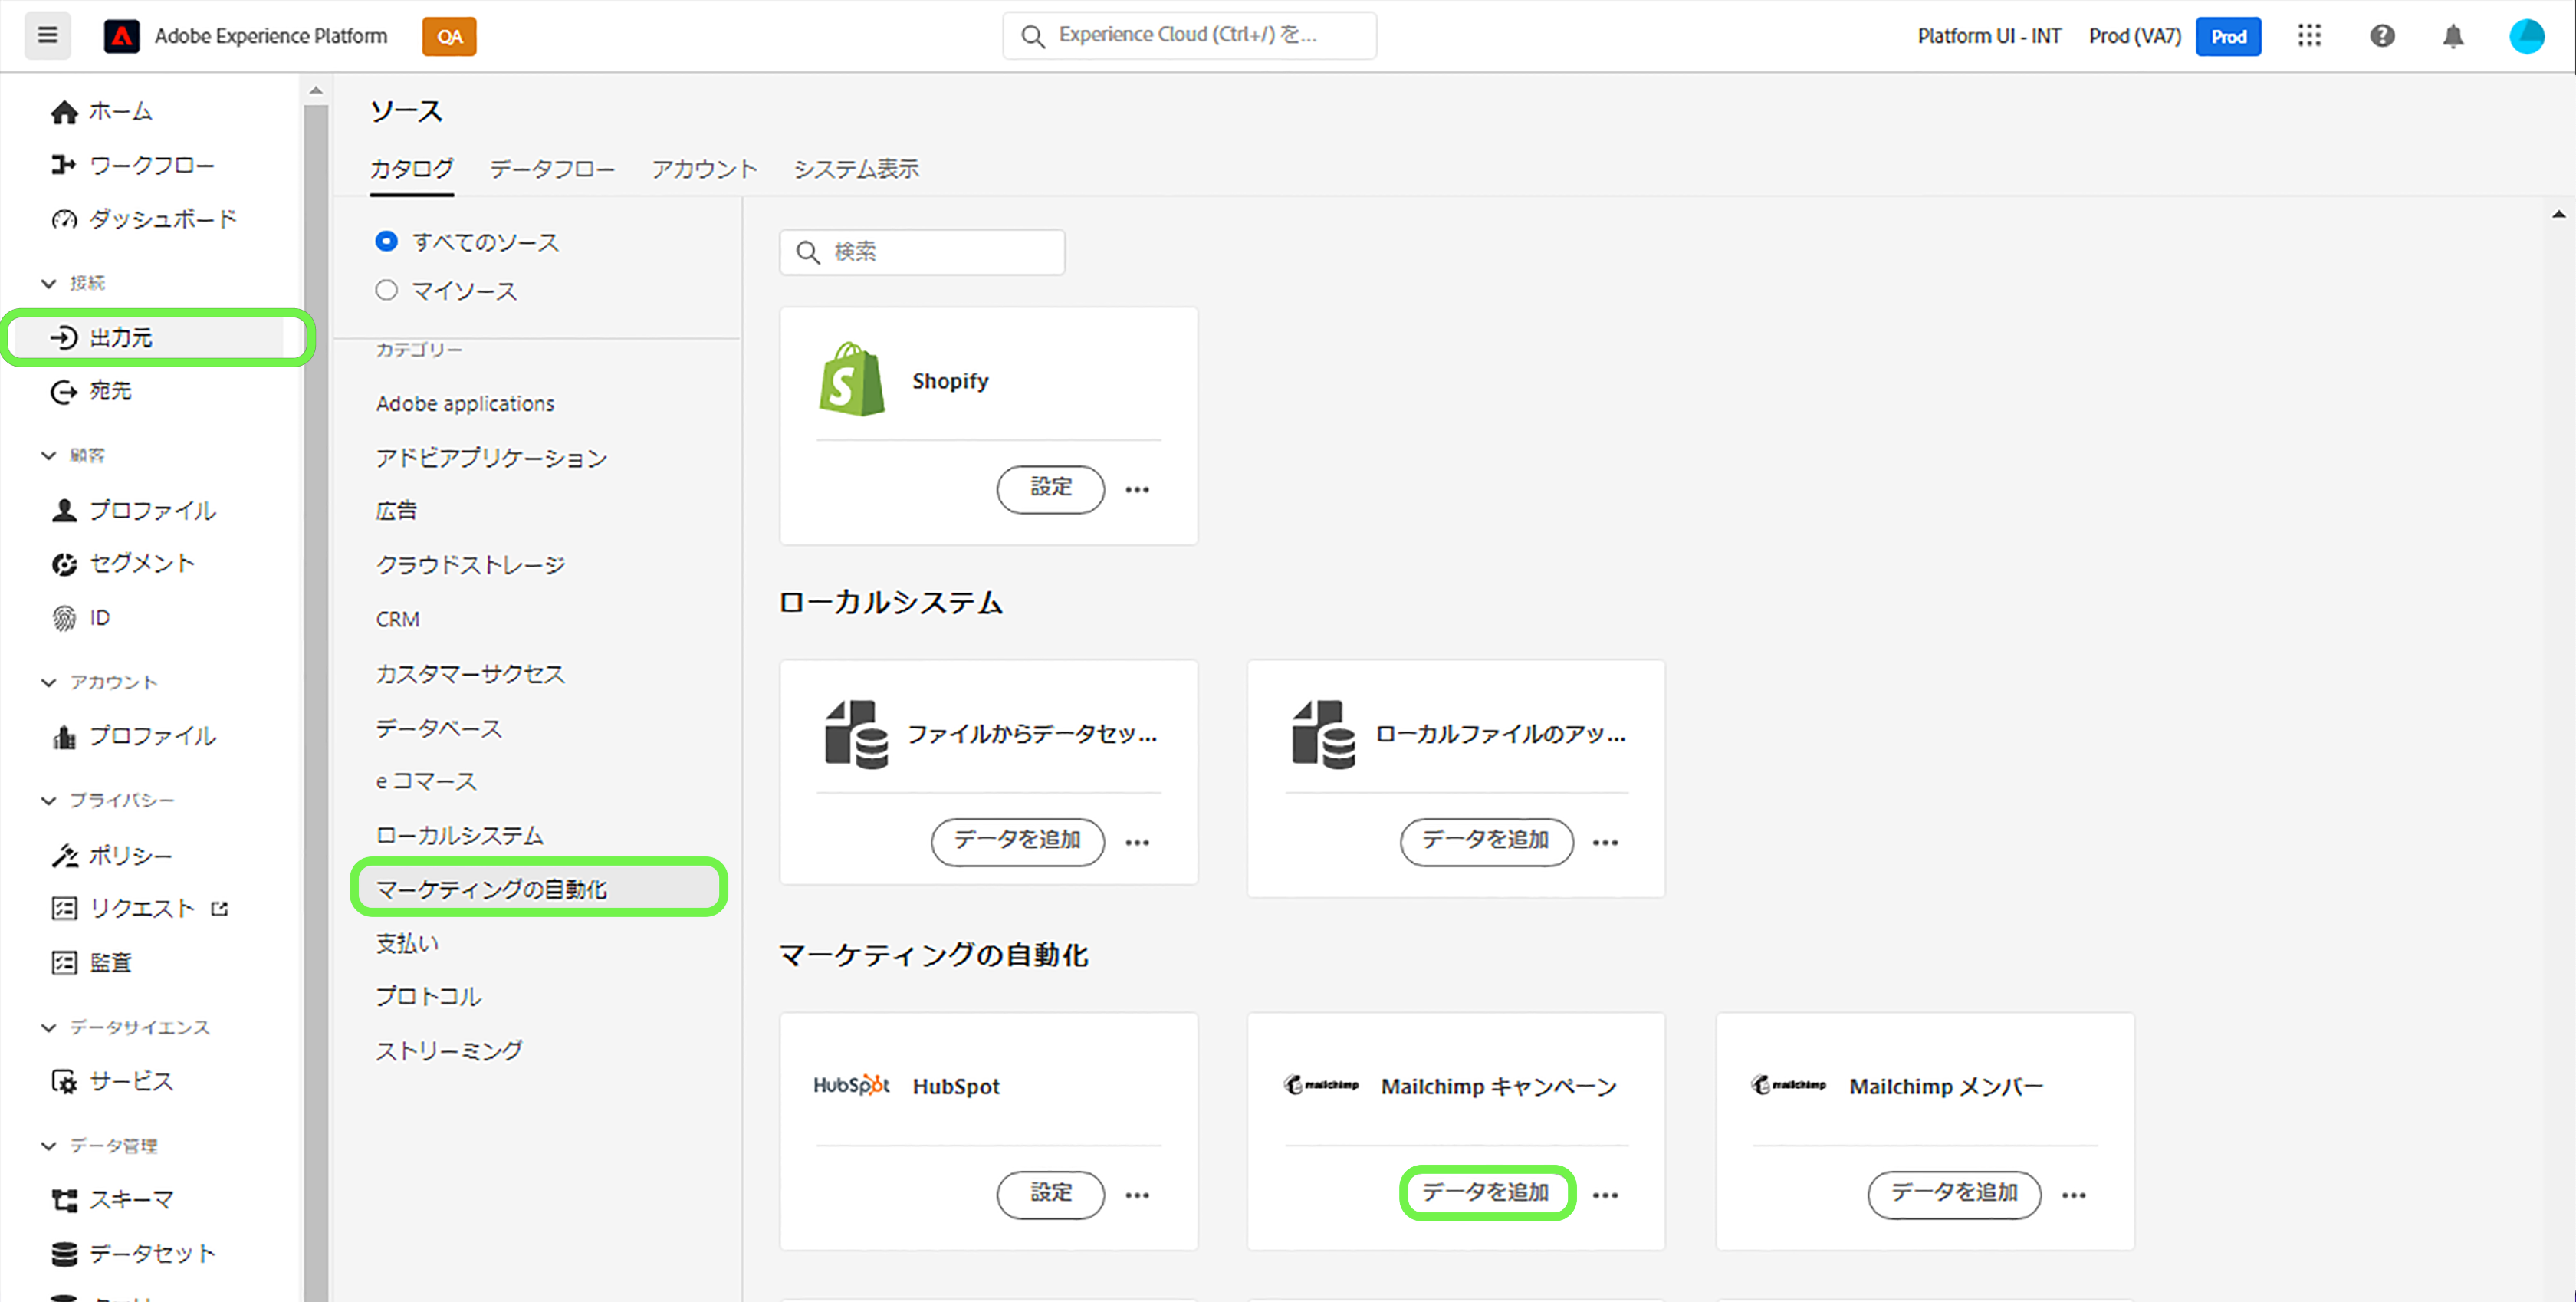 Adobe Experience Platform
QA
Experience Cloud (Ctrl+/) を...
Platform UI - INT
Prod (VA7)
Prod
ホーム
ワークフロー
ダッシュボード
接続
出力元
宛先
顧客
プロファイル
セグメント
ID
アカウント
プロファイル
プライバシー
ポリシー
リクエスト
監査
データサイエンス
サービス
データ管理
スキーマ
データセット
ソース
カタログ データフロー アカウント システム表示
すべてのソース
マイソース
カテゴリー
Adobe applications
アドビアプリケーション
広告
クラウドストレージ
CRM
カスタマーサクセス
データベース
e コマース
ローカルシステム
マーケティングの自動化
支払い
プロトコル
ストリーミング
検索
Shopify
設定
ローカルシステム
ファイルからデータセッ...
データを追加
ローカルファイルのアッ...
データを追加
マーケティングの自動化
HubSpot HubSpot
設定
mailchimp Mailchimp キャンペーン
データを追加
mailchimp Mailchimp メンバー
データを追加